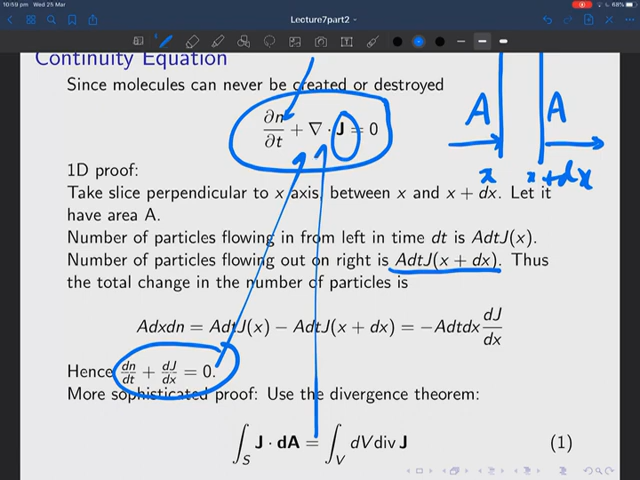 10:59 pm Wed 25 Mar
68%
Lecture7part2
Continuity Equation
Since molecules can never be created or destroyed
∂n/∂t + ∇ · J = 0
A A
x x+dx
1D proof:
Take slice perpendicular to x axis, between x and x + dx. Let it
have area A.
Number of particles flowing in from left in time dt is AdtJ(x).
Number of particles flowing out on right is AdtJ(x + dx). Thus
the total change in the number of particles is
Adxdn = AdtJ(x) − AdtJ(x + dx) = −Adtdx dJ/dx
Hence dn/dt + dJ/dx = 0.
More sophisticated proof: Use the divergence theorem:
∫_S J · dA = ∫_V dV div J (1)